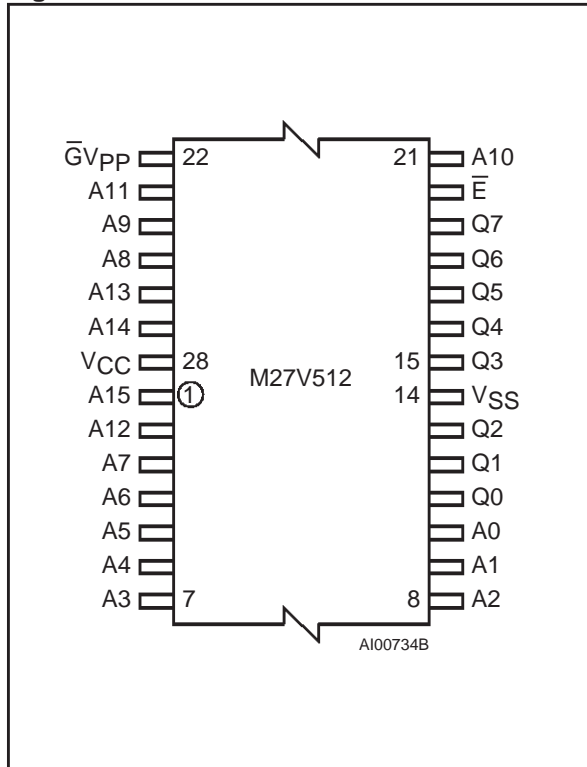 G̅VPP 22 21 A10
A11 E̅
A9 Q7
A8 Q6
A13 Q5
A14 Q4
VCC 28 15 Q3
M27V512
A15 1 14 VSS
A12 Q2
A7 Q1
A6 Q0
A5 A0
A4 A1
A3 7 8 A2
AI00734B